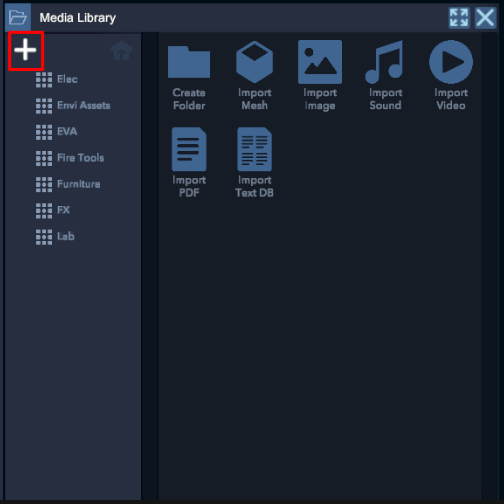 Media Library
Elec
Envi Assets
EVA
Fire Tools
Furniture
FX
Lab
Create
Folder
Import
Mesh
Import
Image
Import
Sound
Import
Video
Import
PDF
Import
Text DB